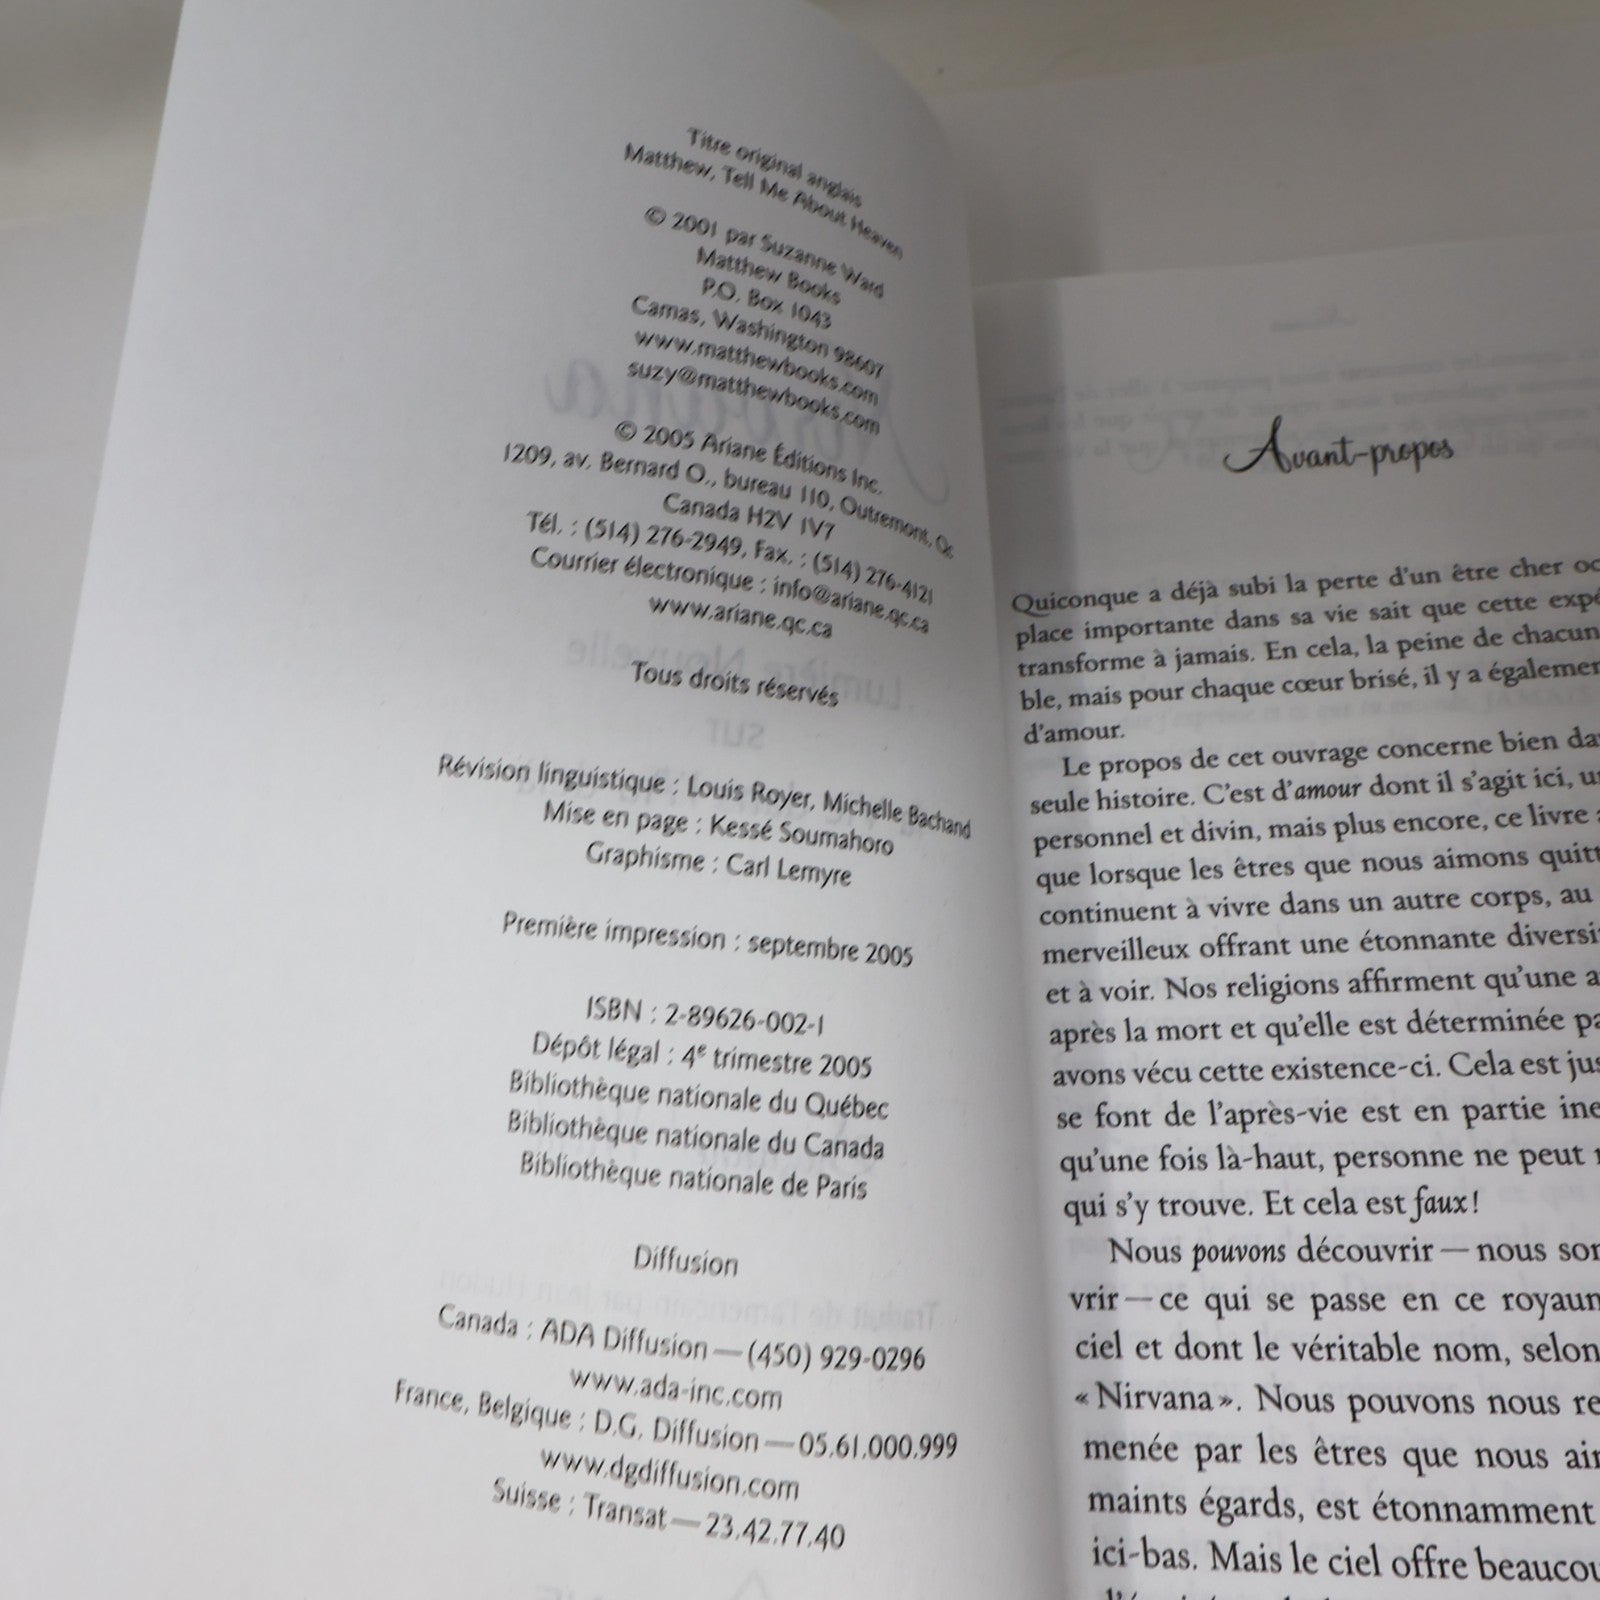 Titre original anglais
Matthew, Tell Me About Heaven
© 2001 par Suzanne Ward
Matthew Books
P.O. Box 1043
Camas, Washington 98607
www.matthewbooks.com
suzy@matthewbooks.com
© 2005 Ariane Éditions Inc.
1209, av. Bernard O., bureau 110, Outremont, Qc
Canada H2V 1V7
Tél. : (514) 276-2949, Fax. : (514) 276-4121
Courrier électronique : info@ariane.qc.ca
www.ariane.qc.ca
Tous droits réservés
Révision linguistique : Louis Royer, Michelle Bachand
Mise en page : Kessé Soumahoro
Graphisme : Carl Lemyre
Première impression : septembre 2005
ISBN : 2-89626-002-1
Dépôt légal : 4e trimestre 2005
Bibliothèque nationale du Québec
Bibliothèque nationale du Canada
Bibliothèque nationale de Paris
Diffusion
Canada : ADA Diffusion — (450) 929-0296
www.ada-inc.com
France, Belgique : D.G. Diffusion — 05.61.000.999
www.dgdiffusion.com
Suisse : Transat — 23.42.77.40
Avant-propos
Quiconque a déjà subi la perte d'un être cher oc
place importante dans sa vie sait que cette expé
transforme à jamais. En cela, la peine de chacun
ble, mais pour chaque cœur brisé, il y a égalemen
d'amour.
Le propos de cet ouvrage concerne bien da
seule histoire. C'est d'amour dont il s'agit ici, u
personnel et divin, mais plus encore, ce livre a
que lorsque les êtres que nous aimons quitt
continuent à vivre dans un autre corps, au
merveilleux offrant une étonnante diversi
et à voir. Nos religions affirment qu'une a
après la mort et qu'elle est déterminée pa
avons vécu cette existence-ci. Cela est jus
se font de l'après-vie est en partie ine
qu'une fois là-haut, personne ne peut
qui s'y trouve. Et cela est faux !
Nous pouvons découvrir — nous son
vrir — ce qui se passe en ce royaun
ciel et dont le véritable nom, selon
« Nirvana ». Nous pouvons nous re
menée par les êtres que nous ain
maints égards, est étonnamment
ici-bas. Mais le ciel offre beaucou